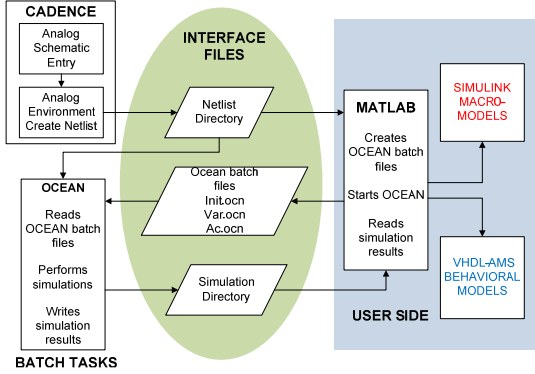 CADENCE
Analog
Schematic
Entry
Analog
Environment
Create Netlist
INTERFACE
FILES
Netlist
Directory
Ocean batch
files
Init.ocn
Var.ocn
Ac.ocn
Simulation
Directory
OCEAN
Reads
OCEAN batch
files
Performs
simulations
Writes
simulation
results
BATCH TASKS
MATLAB
Creates
OCEAN batch
files
Starts OCEAN
Reads
simulation
results
USER SIDE
SIMULINK
MACRO-
MODELS
VHDL-AMS
BEHAVIORAL
MODELS